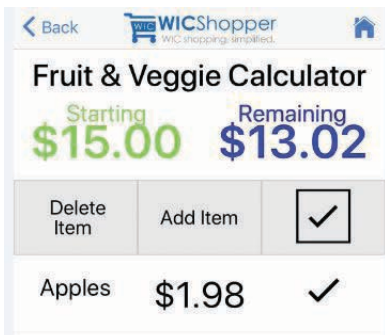 Back
WIC WICShopper
WIC shopping, simplified.
Fruit & Veggie Calculator
Starting Remaining
$15.00 $13.02
Delete Item Add Item
Apples $1.98